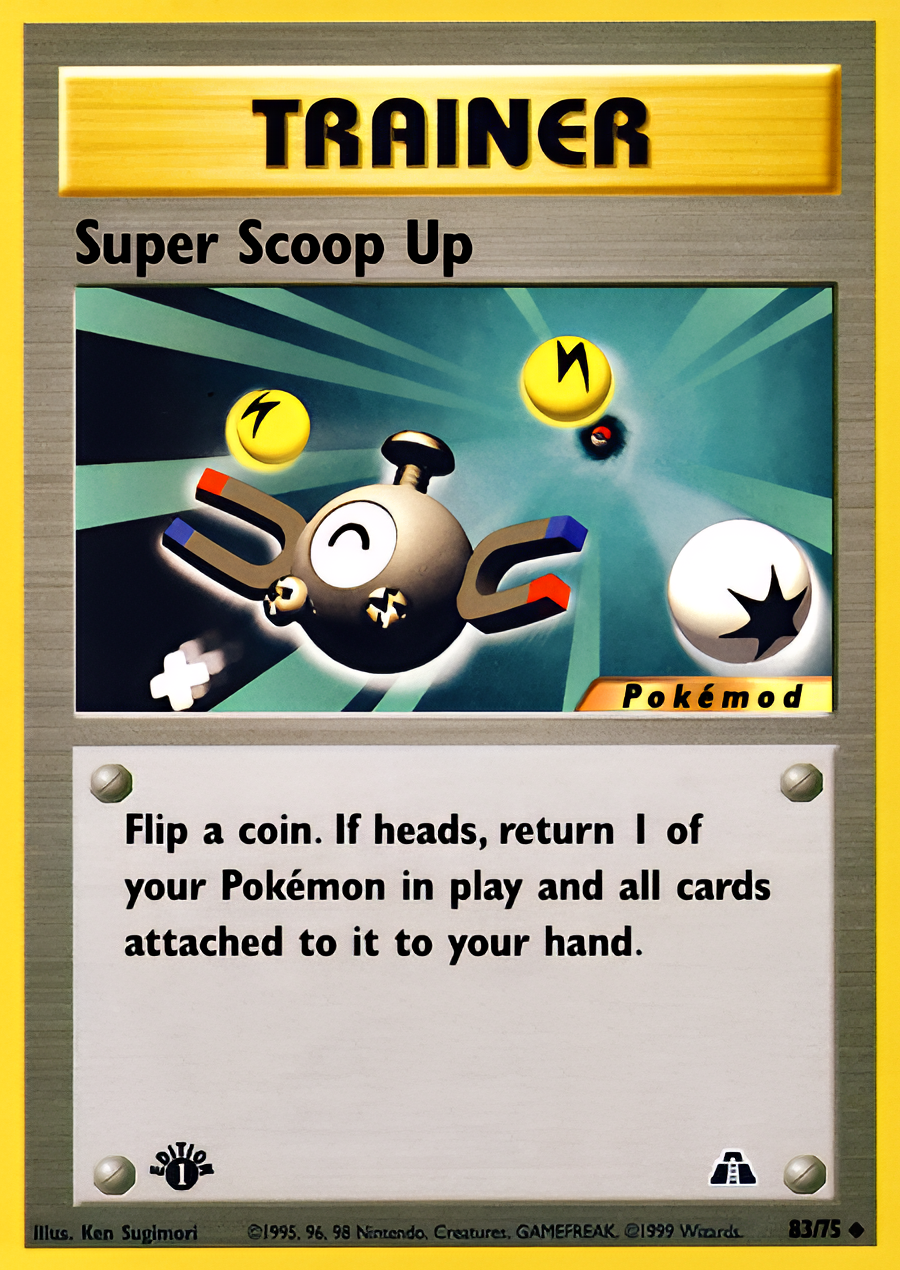 TRAINER
Super Scoop Up
Pokémod
Flip a coin. If heads, return 1 of
your Pokémon in play and all cards
attached to it to your hand.
EDITION
1
Illus. Ken Sugimori ©1995, 96, 98 Nintendo, Creatures, GAMEFREAK. ©1999 Wizards. 83/75